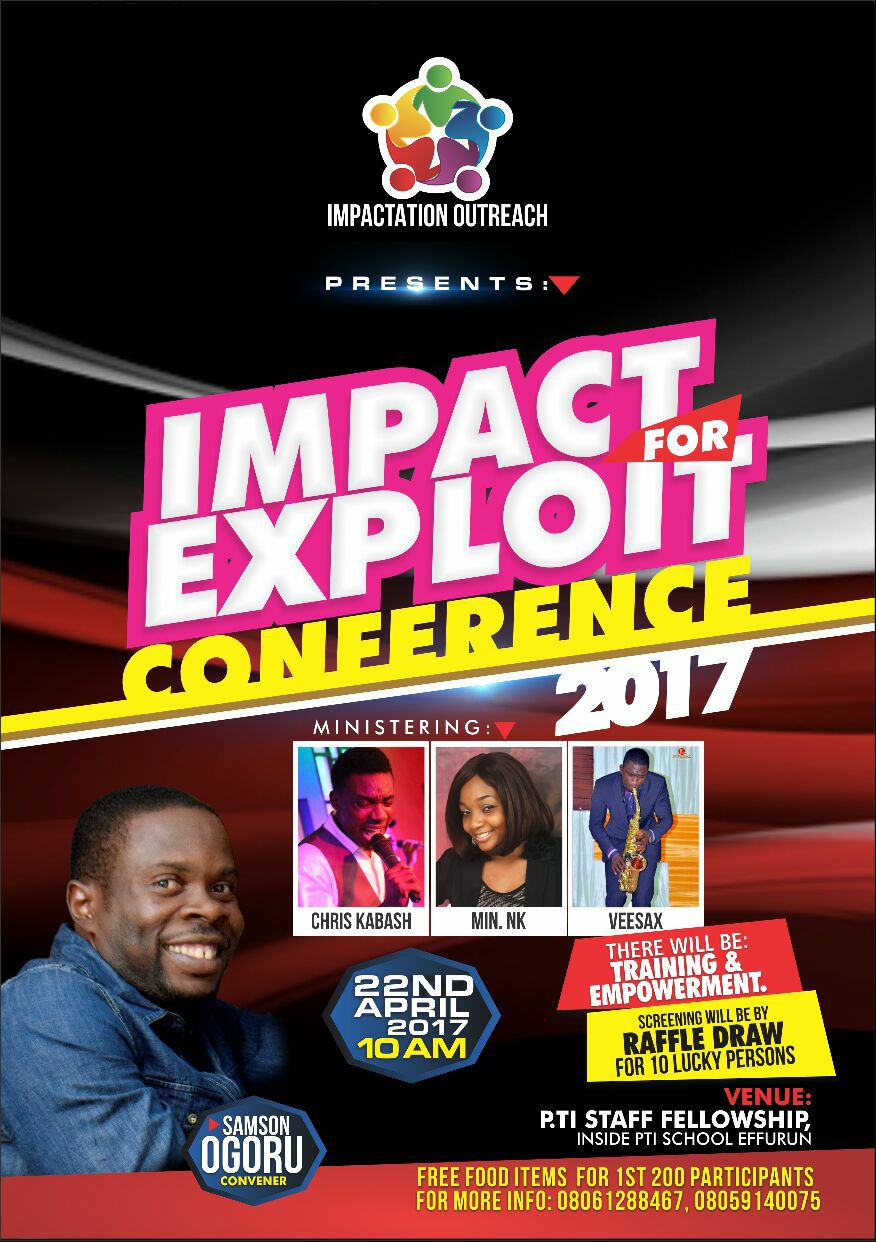 IMPACTATION OUTREACH
PRESENTS:
IMPACT
FOR
EXPLOIT
CONFERENCE
2017
MINISTERING:
CHRIS KABASH
MIN. NK
VEESAX
THERE WILL BE:
TRAINING &
EMPOWERMENT.
SCREENING WILL BE BY
RAFFLE DRAW
FOR 10 LUCKY PERSONS
22ND
APRIL
2017
10AM
VENUE:
P.TI STAFF FELLOWSHIP,
INSIDE PTI SCHOOL EFFURUN
SAMSON
OGORU
CONVENER
FREE FOOD ITEMS FOR 1ST 200 PARTICIPANTS
FOR MORE INFO: 08061288467, 08059140075